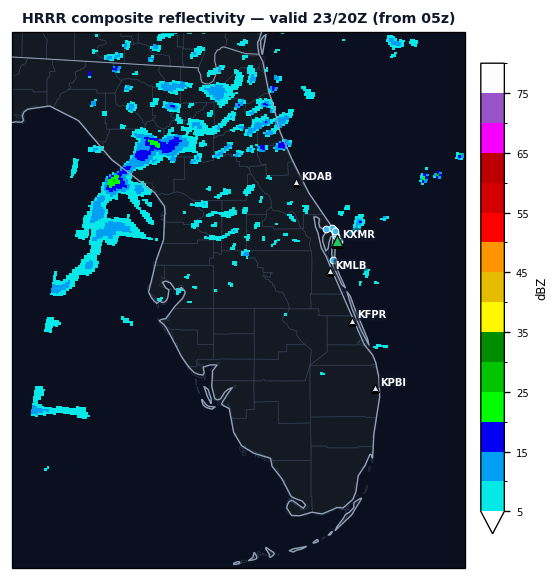 HRRR composite reflectivity — valid 23/20Z (from 05z)
KDAB
KXMR
KMLB
KFPR
KPBI
75
65
55
45
35
25
15
5
dBZ